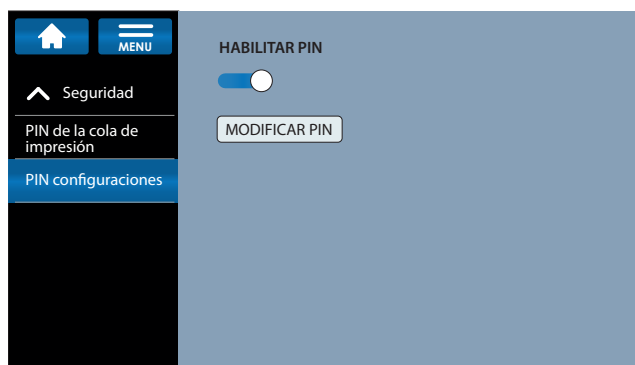 MENU
HABILITAR PIN
Seguridad
MODIFICAR PIN
PIN de la cola de
impresión
PIN configuraciones